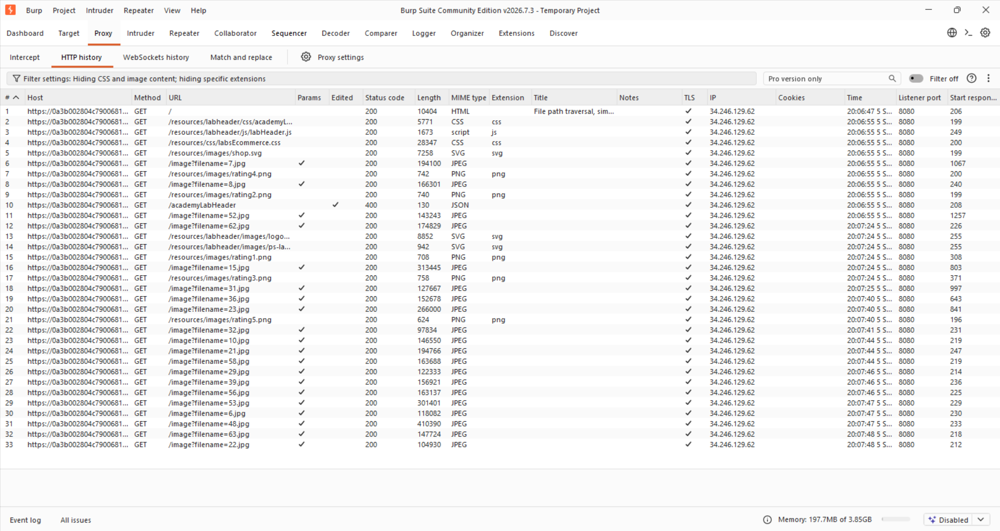 Burp Project Intruder Repeater View Help Burp Suite Community Edition v2026.7.3 - Temporary Project
Dashboard Target Proxy Intruder Repeater Collaborator Sequencer Decoder Comparer Logger Organizer Extensions Discover
Intercept HTTP history WebSockets history Match and replace Proxy settings
Filter settings: Hiding CSS and image content; hiding specific extensions Pro version only Filter off
# Host Method URL Params Edited Status code Length MIME type Extension Title Notes TLS IP Cookies Time Listener port Start respon...
1 https://0a3b002804c7900681... GET / 200 10404 HTML File path traversal, sim... ✓ 34.246.129.62 20:06:47 5 S... 8080 206
2 https://0a3b002804c7900681... GET /resources/labheader/css/academyL... 200 5771 CSS css ✓ 34.246.129.62 20:06:55 5 S... 8080 199
3 https://0a3b002804c7900681... GET /resources/labheader/js/labHeader.js 200 1673 script js ✓ 34.246.129.62 20:06:55 5 S... 8080 249
4 https://0a3b002804c7900681... GET /resources/css/labsEcommerce.css 200 28347 CSS css ✓ 34.246.129.62 20:06:55 5 S... 8080 200
5 https://0a3b002804c7900681... GET /resources/images/shop.svg 200 7258 SVG svg ✓ 34.246.129.62 20:06:55 5 S... 8080 199
6 https://0a3b002804c7900681... GET /image?filename=7.jpg ✓ 200 194100 JPEG ✓ 34.246.129.62 20:06:55 5 S... 8080 1067
7 https://0a3b002804c7900681... GET /resources/images/rating4.png 200 742 PNG png ✓ 34.246.129.62 20:06:55 5 S... 8080 200
8 https://0a3b002804c7900681... GET /image?filename=8.jpg ✓ 200 166301 JPEG ✓ 34.246.129.62 20:06:55 5 S... 8080 240
9 https://0a3b002804c7900681... GET /resources/images/rating2.png 200 740 PNG png ✓ 34.246.129.62 20:06:55 5 S... 8080 199
10 https://0a3b002804c7900681... GET /academyLabHeader ✓ 400 130 JSON ✓ 34.246.129.62 20:06:55 5 S... 8080 208
11 https://0a3b002804c7900681... GET /image?filename=52.jpg ✓ 200 143243 JPEG ✓ 34.246.129.62 20:06:55 5 S... 8080 1257
12 https://0a3b002804c7900681... GET /image?filename=62.jpg ✓ 200 174829 JPEG ✓ 34.246.129.62 20:07:24 5 S... 8080 226
13 https://0a3b002804c7900681... GET /resources/labheader/images/logo... 200 8852 SVG svg ✓ 34.246.129.62 20:07:24 5 S... 8080 255
14 https://0a3b002804c7900681... GET /resources/labheader/images/ps-la... 200 942 SVG svg ✓ 34.246.129.62 20:07:24 5 S... 8080 255
15 https://0a3b002804c7900681... GET /resources/images/rating1.png 200 708 PNG png ✓ 34.246.129.62 20:07:24 5 S... 8080 308
16 https://0a3b002804c7900681... GET /image?filename=15.jpg ✓ 200 313445 JPEG ✓ 34.246.129.62 20:07:24 5 S... 8080 803
17 https://0a3b002804c7900681... GET /resources/images/rating3.png 200 758 PNG png ✓ 34.246.129.62 20:07:24 5 S... 8080 371
18 https://0a3b002804c7900681... GET /image?filename=31.jpg ✓ 200 127667 JPEG ✓ 34.246.129.62 20:07:25 5 S... 8080 997
19 https://0a3b002804c7900681... GET /image?filename=36.jpg ✓ 200 152678 JPEG ✓ 34.246.129.62 20:07:40 5 S... 8080 643
20 https://0a3b002804c7900681... GET /image?filename=23.jpg ✓ 200 266000 JPEG ✓ 34.246.129.62 20:07:40 5 S... 8080 841
21 https://0a3b002804c7900681... GET /resources/images/rating5.png 200 624 PNG png ✓ 34.246.129.62 20:07:40 5 S... 8080 196
22 https://0a3b002804c7900681... GET /image?filename=32.jpg ✓ 200 97834 JPEG ✓ 34.246.129.62 20:07:41 5 S... 8080 231
23 https://0a3b002804c7900681... GET /image?filename=10.jpg ✓ 200 146550 JPEG ✓ 34.246.129.62 20:07:44 5 S... 8080 219
24 https://0a3b002804c7900681... GET /image?filename=21.jpg ✓ 200 194766 JPEG ✓ 34.246.129.62 20:07:44 5 S... 8080 247
25 https://0a3b002804c7900681... GET /image?filename=58.jpg ✓ 200 163688 JPEG ✓ 34.246.129.62 20:07:44 5 S... 8080 219
26 https://0a3b002804c7900681... GET /image?filename=29.jpg ✓ 200 122333 JPEG ✓ 34.246.129.62 20:07:46 5 S... 8080 214
27 https://0a3b002804c7900681... GET /image?filename=39.jpg ✓ 200 156921 JPEG ✓ 34.246.129.62 20:07:46 5 S... 8080 236
28 https://0a3b002804c7900681... GET /image?filename=56.jpg ✓ 200 163137 JPEG ✓ 34.246.129.62 20:07:46 5 S... 8080 225
29 https://0a3b002804c7900681... GET /image?filename=53.jpg ✓ 200 301401 JPEG ✓ 34.246.129.62 20:07:47 5 S... 8080 229
30 https://0a3b002804c7900681... GET /image?filename=6.jpg ✓ 200 118082 JPEG ✓ 34.246.129.62 20:07:47 5 S... 8080 230
31 https://0a3b002804c7900681... GET /image?filename=48.jpg ✓ 200 410390 JPEG ✓ 34.246.129.62 20:07:47 5 S... 8080 233
32 https://0a3b002804c7900681... GET /image?filename=63.jpg ✓ 200 147724 JPEG ✓ 34.246.129.62 20:07:48 5 S... 8080 218
33 https://0a3b002804c7900681... GET /image?filename=22.jpg ✓ 200 104930 JPEG ✓ 34.246.129.62 20:07:48 5 S... 8080 212
Event log All issues Memory: 197.7MB of 3.85GB Disabled